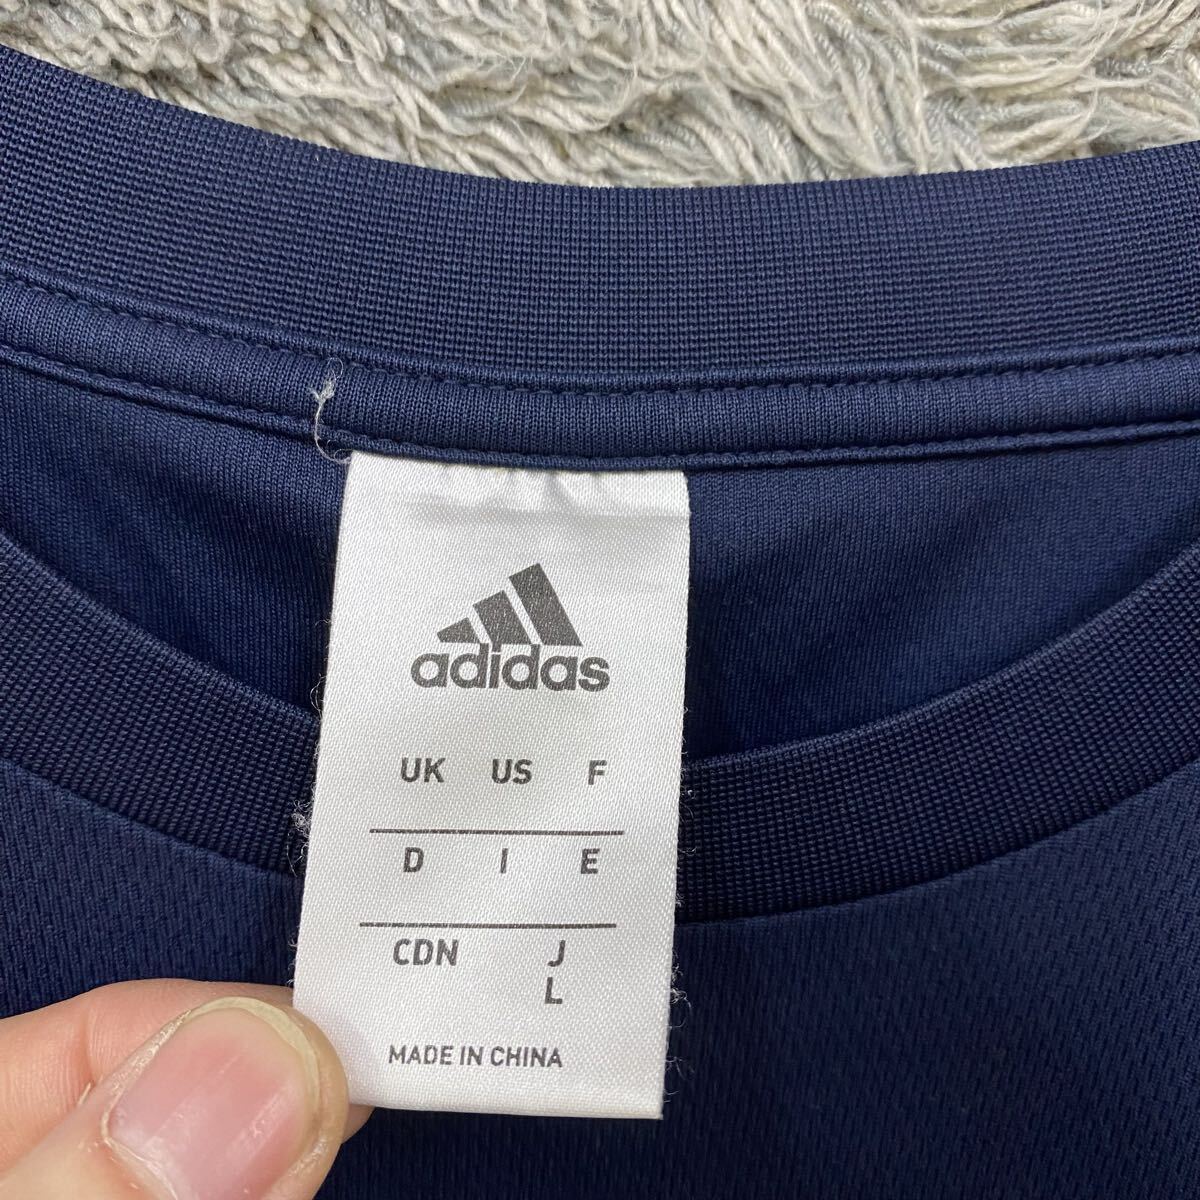 adidas
UK US F
D I E
CDN J
L
MADE IN CHINA